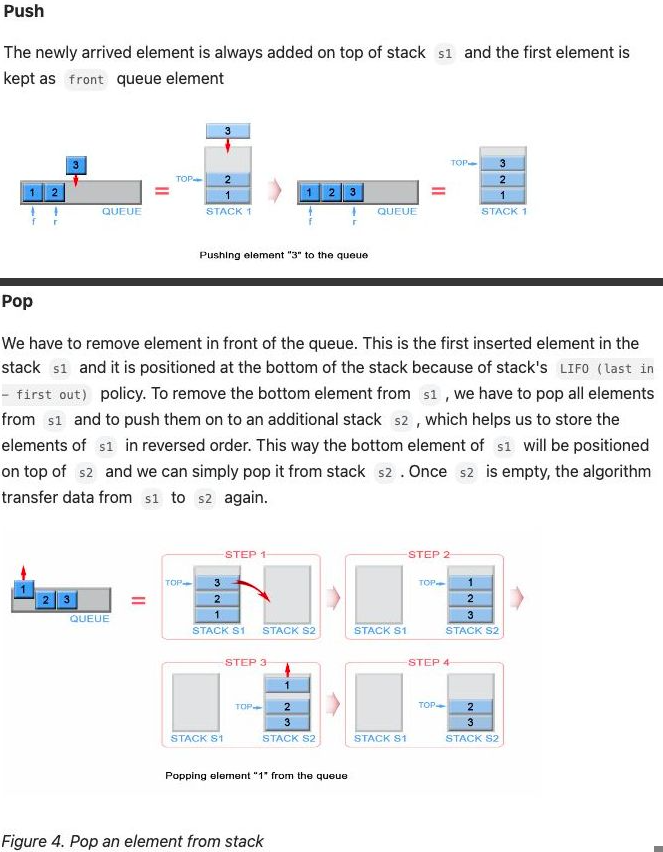 Push
The newly arrived element is always added on top of stack s1 and the first element is
kept as front queue element
3
3
3
TOP
TOP
1 2
2
1 2 3
2
1
1
QUEUE
STACK 1
QUEUE
STACK 1
f r
f r
Pushing element "3" to the queue
Pop
We have to remove element in front of the queue. This is the first inserted element in the
stack s1 and it is positioned at the bottom of the stack because of stack's LIFO (last in
– first out) policy. To remove the bottom element from s1 , we have to pop all elements
from s1 and to push them on to an additional stack s2 , which helps us to store the
elements of s1 in reversed order. This way the bottom element of s1 will be positioned
on top of s2 and we can simply pop it from stack s2 . Once s2 is empty, the algorithm
transfer data from s1 to s2 again.
STEP 1
STEP 2
1
TOP 3
TOP 1
2 3
=
2
2
1
3
QUEUE
STACK S1 STACK S2
STACK S1 STACK S2
STEP 3
STEP 4
1
TOP 2
TOP 2
3
3
STACK S1 STACK S2
STACK S1 STACK S2
Popping element "1" from the queue
Figure 4. Pop an element from stack